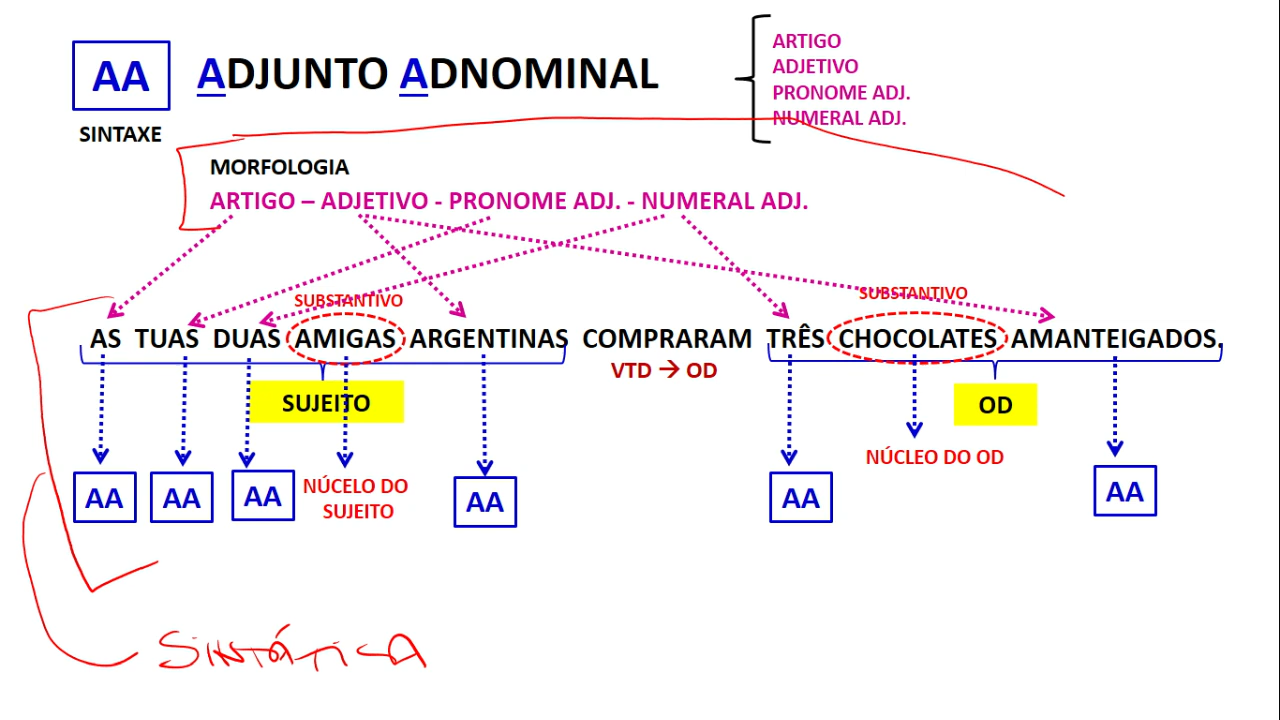 AA
ADJUNTO ADNOMINAL
ARTIGO
ADJETIVO
PRONOME ADJ.
NUMERAL ADJ.
SINTAXE
MORFOLOGIA
ARTIGO – ADJETIVO - PRONOME ADJ. - NUMERAL ADJ.
SUBSTANTIVO
SUBSTANTIVO
AS TUAS DUAS AMIGAS ARGENTINAS COMPRARAM TRÊS CHOCOLATES AMANTEIGADOS.
VTD → OD
SUJEITO
OD
NÚCLEO DO OD
AA
AA
AA
NÚCELO DO
SUJEITO
AA
AA
AA
SINTÁTICA